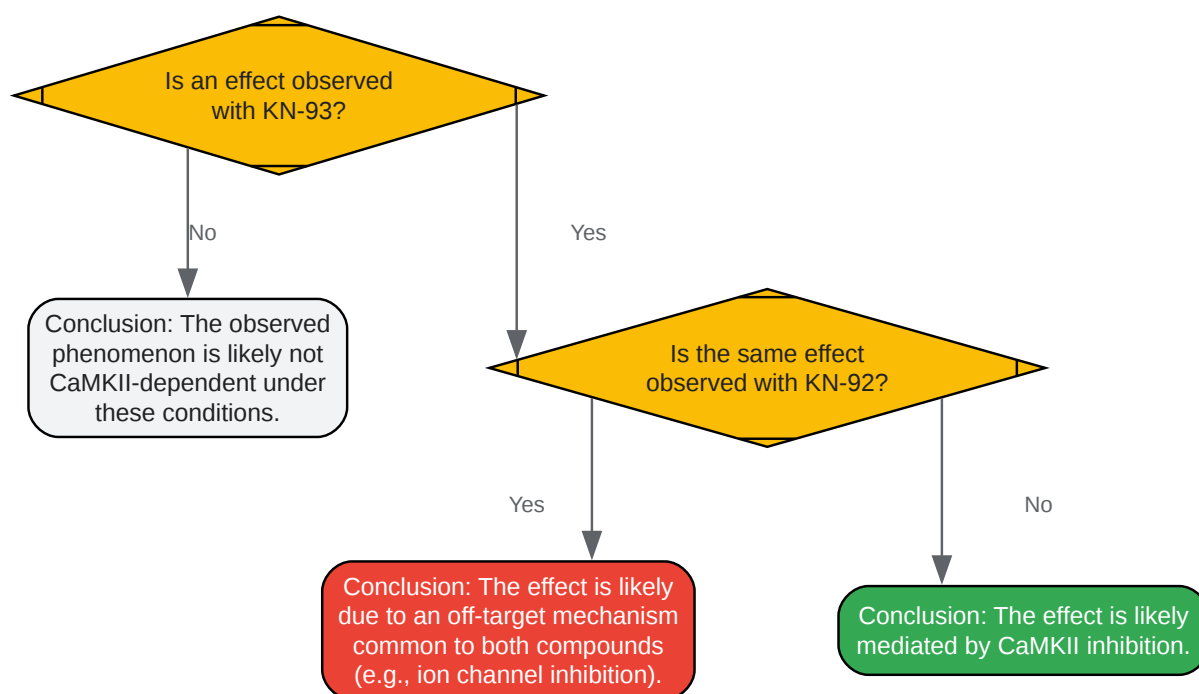 Is an effect observed
with KN-93?
No
Yes
Conclusion: The observed
phenomenon is likely not
CaMKII-dependent under
these conditions.
Is the same effect
observed with KN-92?
Yes
No
Conclusion: The effect is likely
due to an off-target mechanism
common to both compounds
(e.g., ion channel inhibition).
Conclusion: The effect is likely
mediated by CaMKII inhibition.